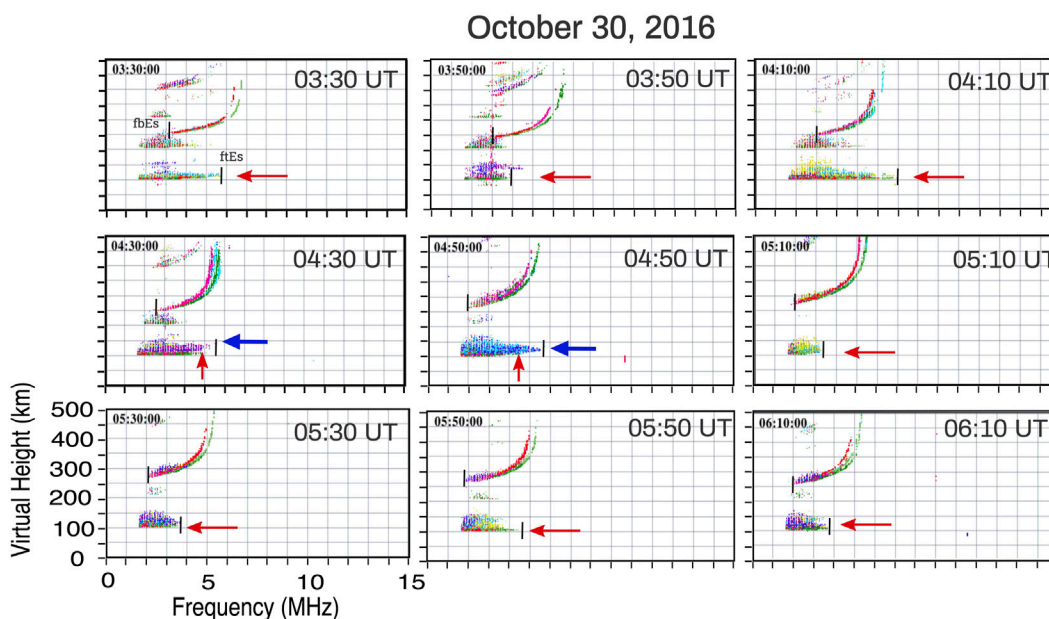 October 30, 2016
03:30:00
03:30 UT
fbEs
ftEs
03:50:00
03:50 UT
04:10:00
04:10 UT
04:30:00
04:30 UT
04:50:00
04:50 UT
05:10:00
05:10 UT
05:30:00
05:30 UT
05:50:00
05:50 UT
06:10:00
06:10 UT
Virtual Height (km)
500
400
300
200
100
0
0
5
10
15
Frequency (MHz)